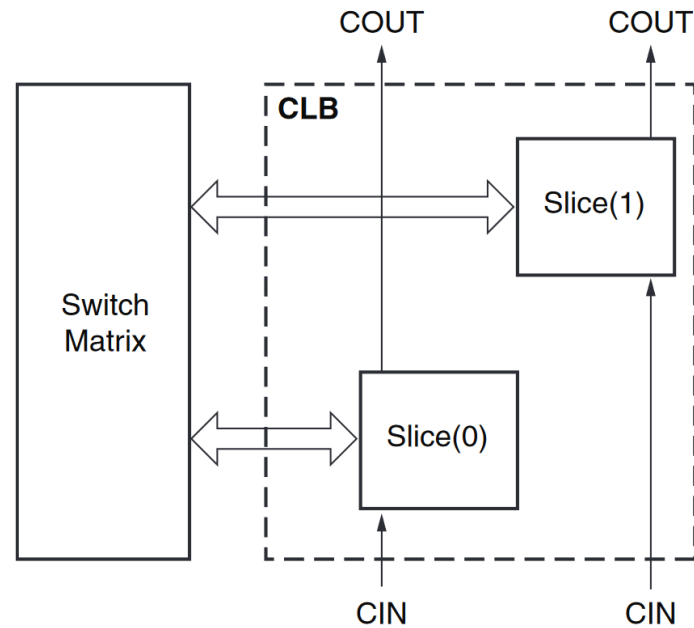 COUT
COUT
CLB
Slice(1)
Switch
Matrix
Slice(0)
CIN
CIN